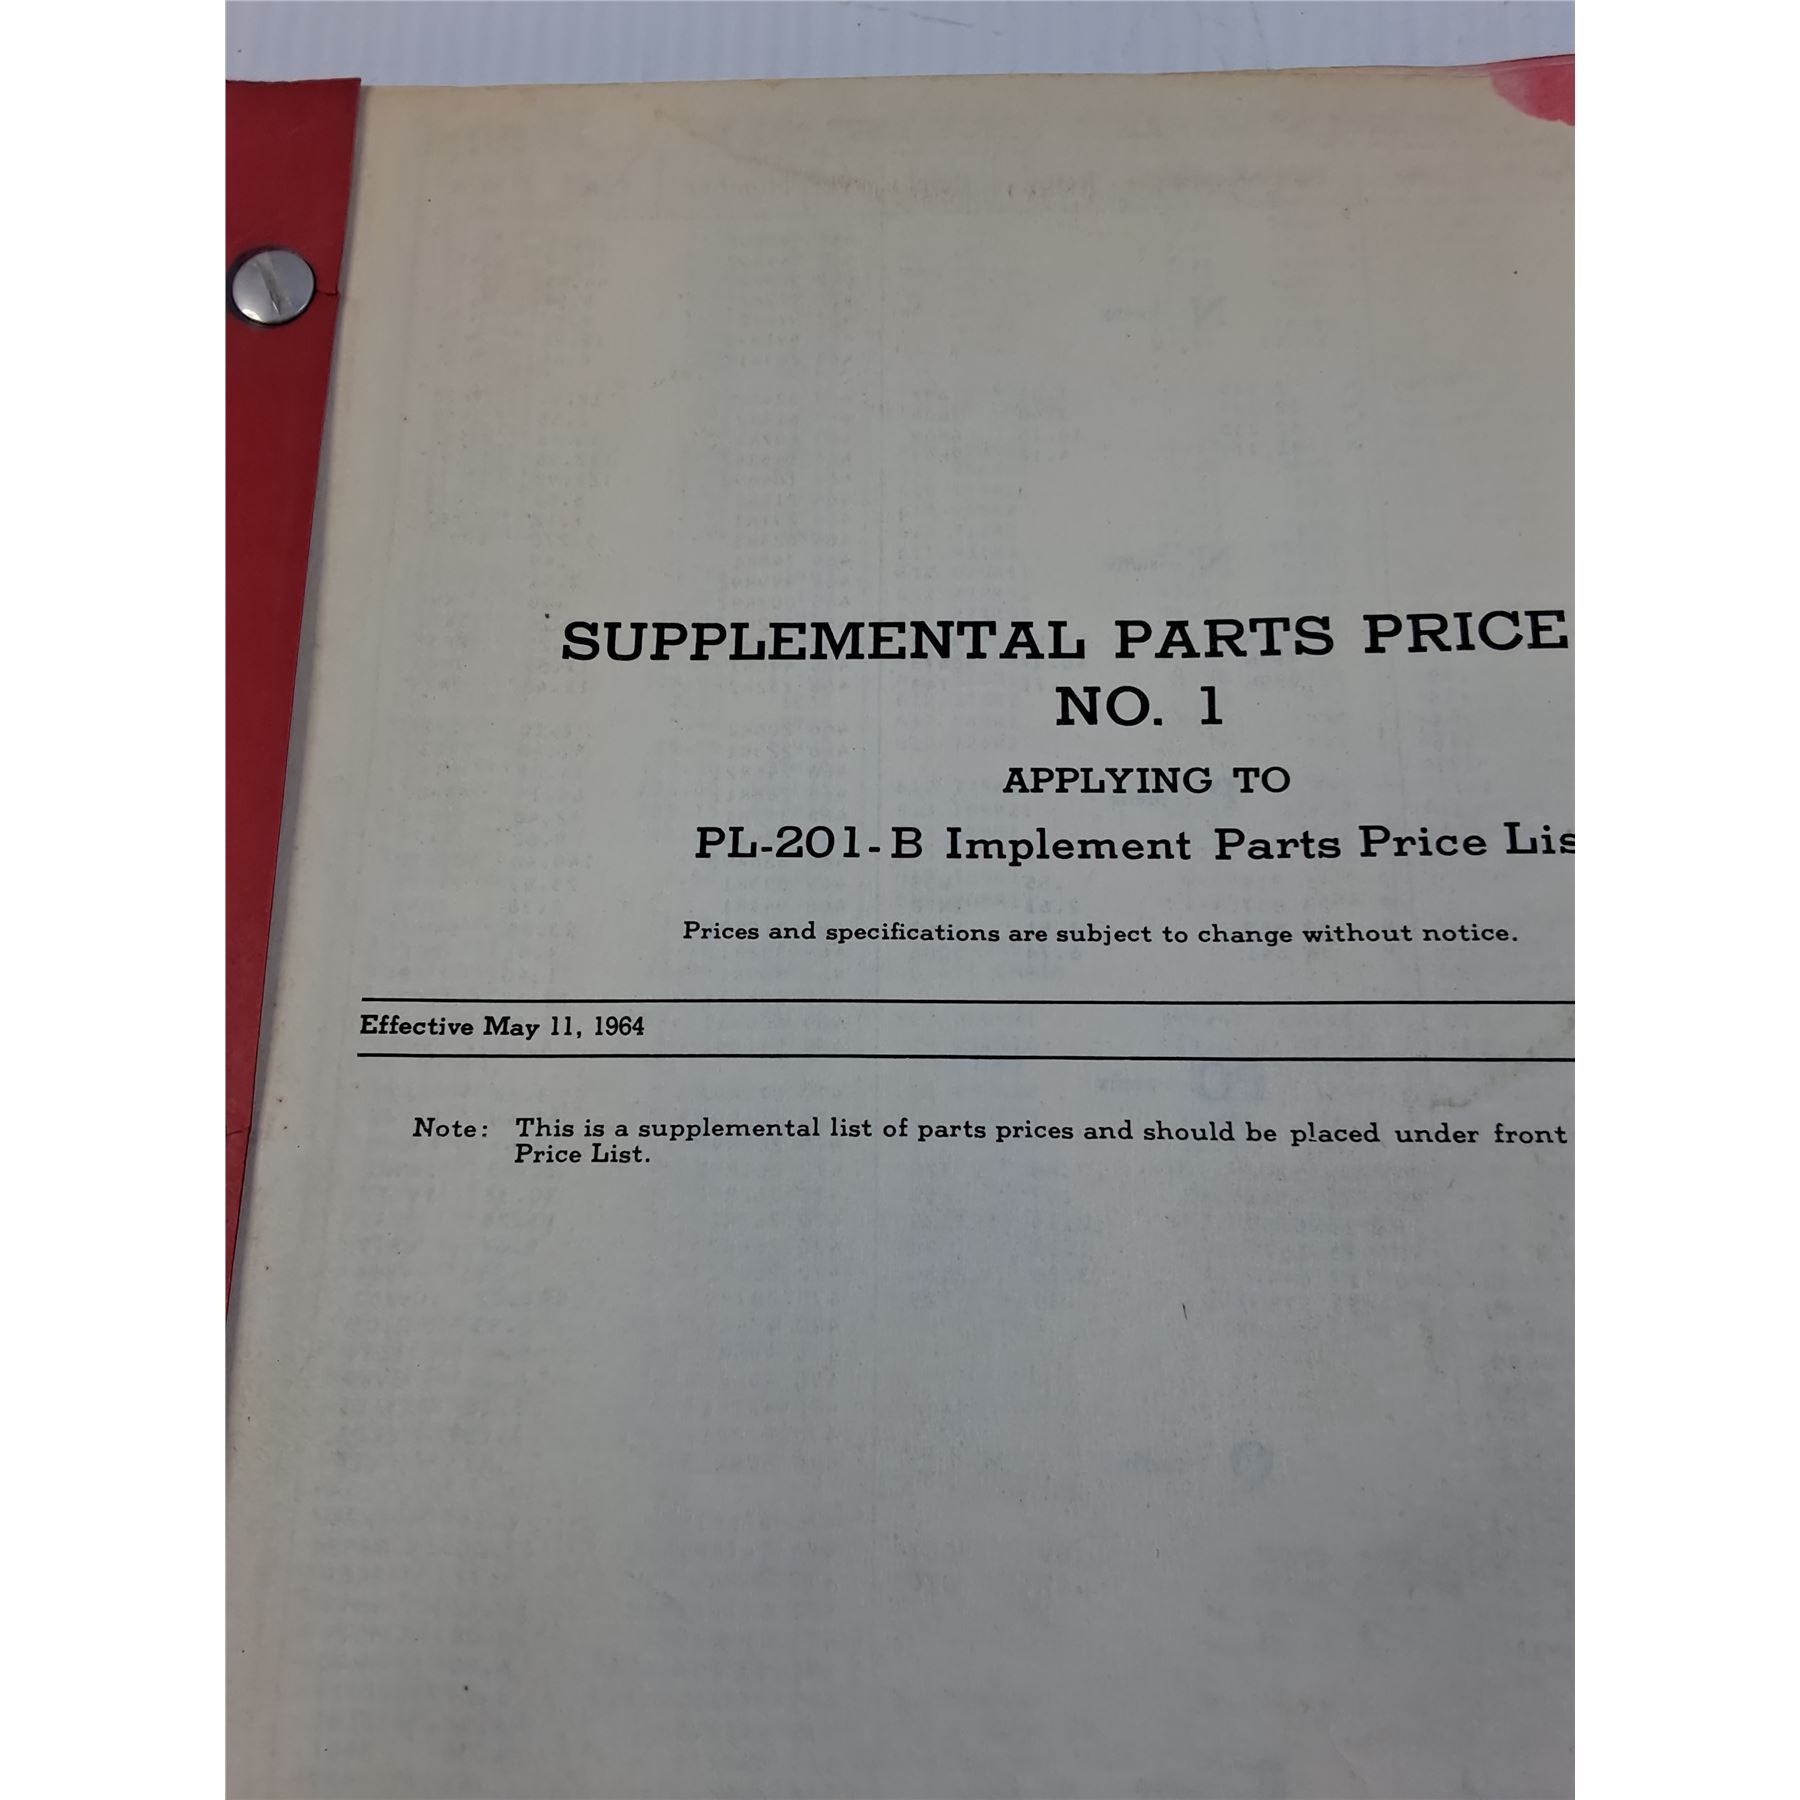 SUPPLEMENTAL PARTS PRICE
NO. 1
APPLYING TO
PL-201-B Implement Parts Price Lis
Prices and specifications are subject to change without notice.
Effective May 11, 1964
Note: This is a supplemental list of parts prices and should be placed under front
Price List.